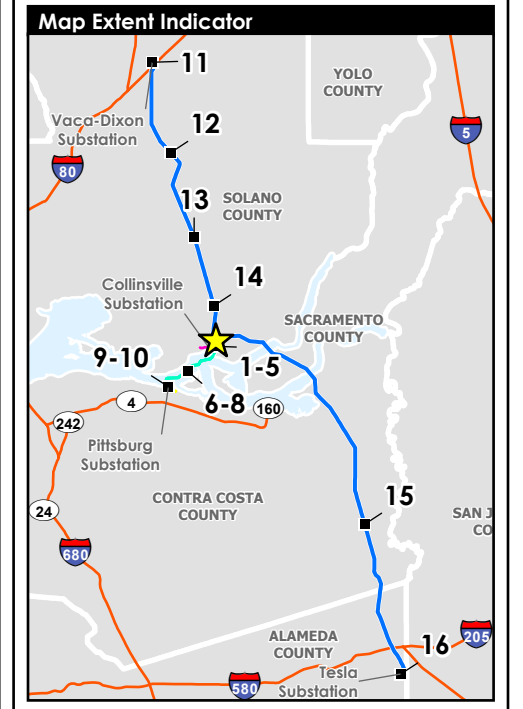 Map Extent Indicator
11
YOLO
COUNTY
Vaca-Dixon
Substation
12
5
80
13
SOLANO
COUNTY
14
Collinsville
Substation
SACRAMENTO
COUNTY
9-10
1-5
6-8
4
160
242
Pittsburg
Substation
15
CONTRA COSTA
COUNTY
24
SAN J
CO
680
ALAMEDA
COUNTY
205
16
Tesla
Substation
580